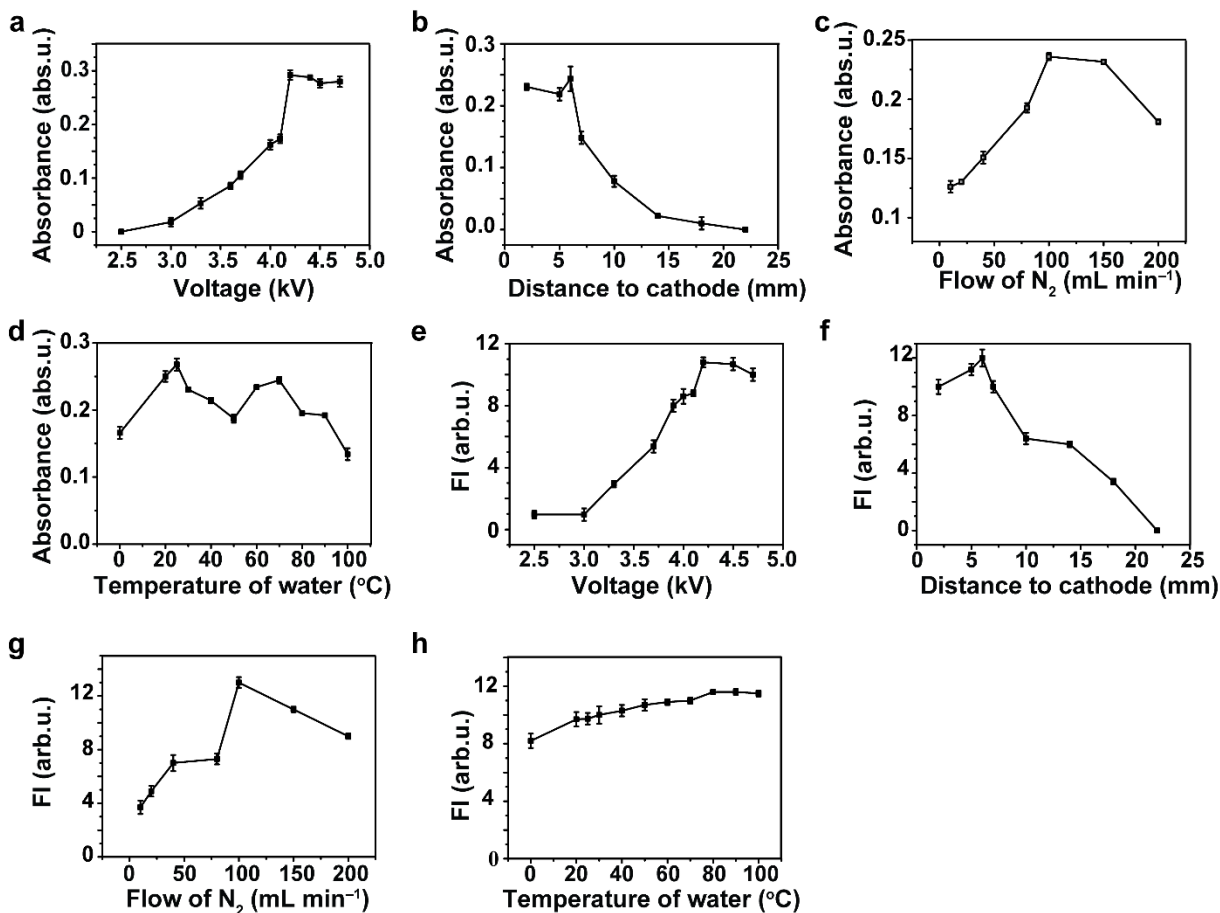 a
Absorbance (abs.u.)
0.3
0.2
0.1
0
2.5 3.0 3.5 4.0 4.5 5.0
Voltage (kV)
b
Absorbance (abs.u.)
0.3
0.2
0.1
0.0
0 5 10 15 20 25
Distance to cathode (mm)
c
Absorbance (abs.u.)
0.25
0.2
0.15
0.1
0 50 100 150 200
Flow of N₂ (mL min⁻¹)
d
Absorbance (abs.u.)
0.3
0.2
0.1
0.0
0 20 40 60 80 100
Temperature of water (°C)
e
FI (arb.u.)
12
8
4
0
2.5 3.0 3.5 4.0 4.5 5.0
Voltage (kV)
f
FI (arb.u.)
12
8
4
0
0 5 10 15 20 25
Distance to cathode (mm)
g
FI (arb.u.)
12
8
4
0
0 50 100 150 200
Flow of N₂ (mL min⁻¹)
h
FI (arb.u.)
12
8
4
0
0 20 40 60 80 100
Temperature of water (°C)